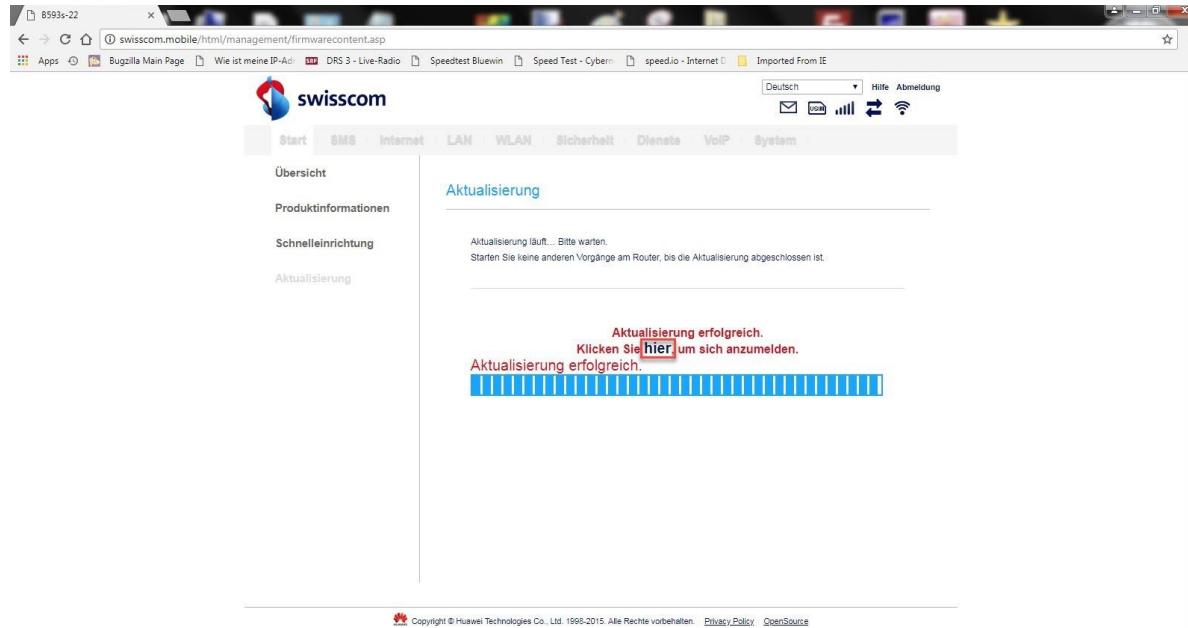 B593s-22
swisscom.mobile/html/management/firmwarecontent.asp
Apps Bugzilla Main Page Wie ist meine IP-Ad DRS 3 - Live-Radio Speedtest Bluewin Speed Test - Cybern speed.io - Internet D Imported From IE
swisscom
Deutsch Hilfe Abmeldung
USIM
Start SMS Internet LAN WLAN Sicherheit Dienste VoIP System
Übersicht
Produktinformationen
Schnelleinrichtung
Aktualisierung
Aktualisierung
Aktualisierung läuft... Bitte warten.
Starten Sie keine anderen Vorgänge am Router, bis die Aktualisierung abgeschlossen ist.
Aktualisierung erfolgreich.
Klicken Sie hier, um sich anzumelden.
Aktualisierung erfolgreich.
HUAWEI Copyright © Huawei Technologies Co., Ltd. 1998-2015. Alle Rechte vorbehalten. Privacy Policy OpenSource